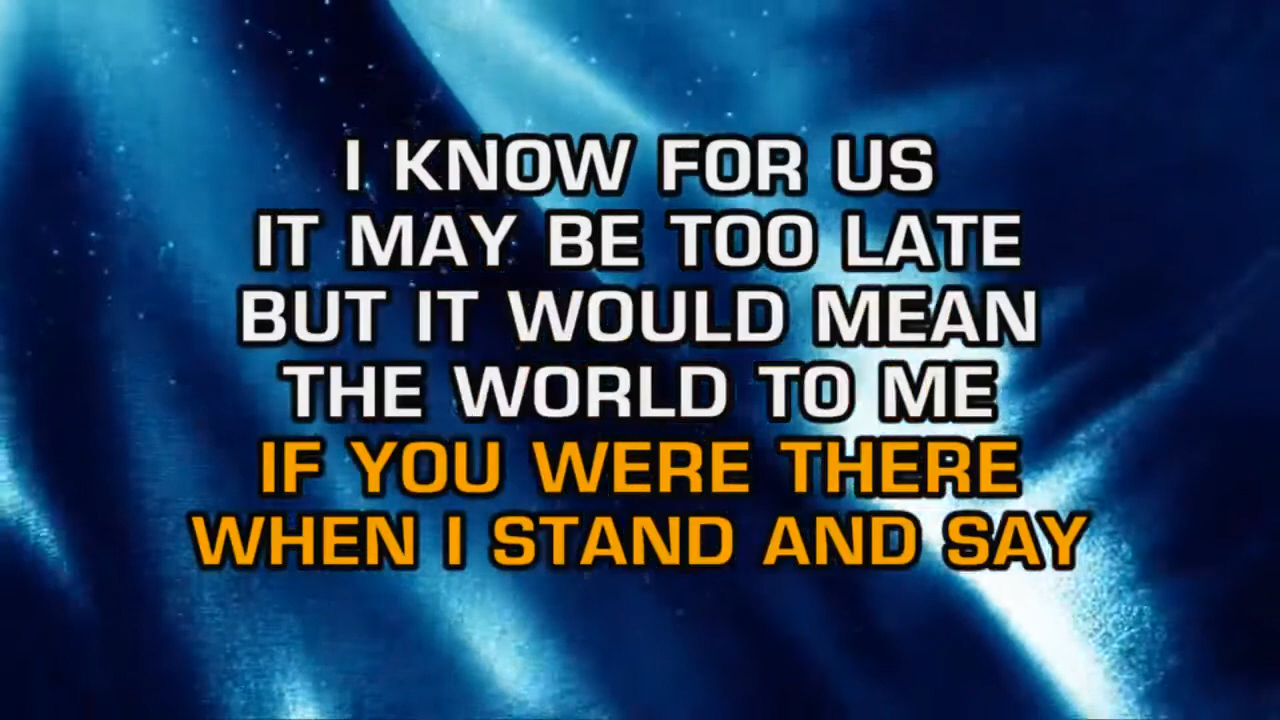 I KNOW FOR US
IT MAY BE TOO LATE
BUT IT WOULD MEAN
THE WORLD TO ME
IF YOU WERE THERE
WHEN I STAND AND SAY